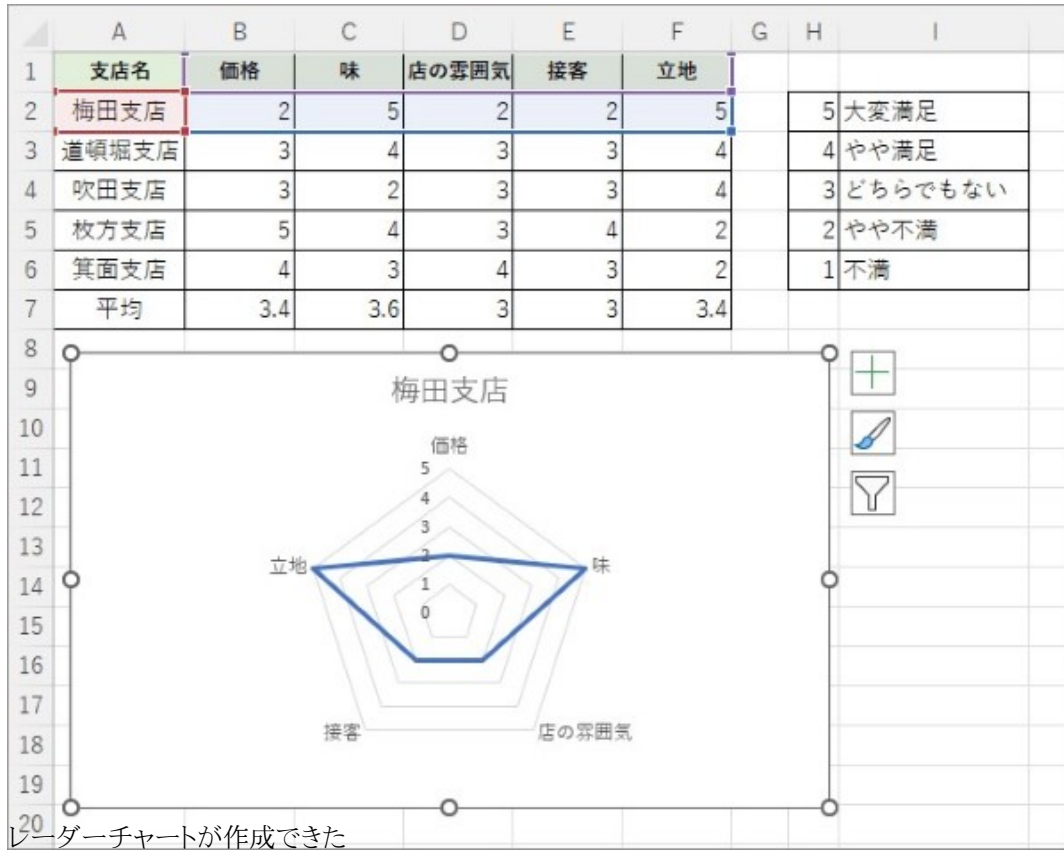 A B C D E F G H I
1 支店名 価格 味 店の雰囲気 接客 立地
2 梅田支店 2 5 2 2 5 5 大変満足
3 道頓堀支店 3 4 3 3 4 4 やや満足
4 吹田支店 3 2 3 3 4 3 どちらでもない
5 枚方支店 5 4 3 4 2 2 やや不満
6 箕面支店 4 3 4 3 2 1 不満
7 平均 3.4 3.6 3 3 3.4
8
9
10
11
12
13
14
15
16
17
18
19
20
梅田支店
価格
5
4
3
2
1
0
立地
味
接客
店の雰囲気
レーダーチャートが作成できた